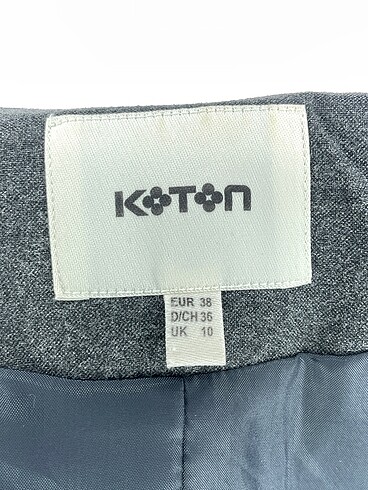 KOTON
EUR 38
D/CH 36
UK 10